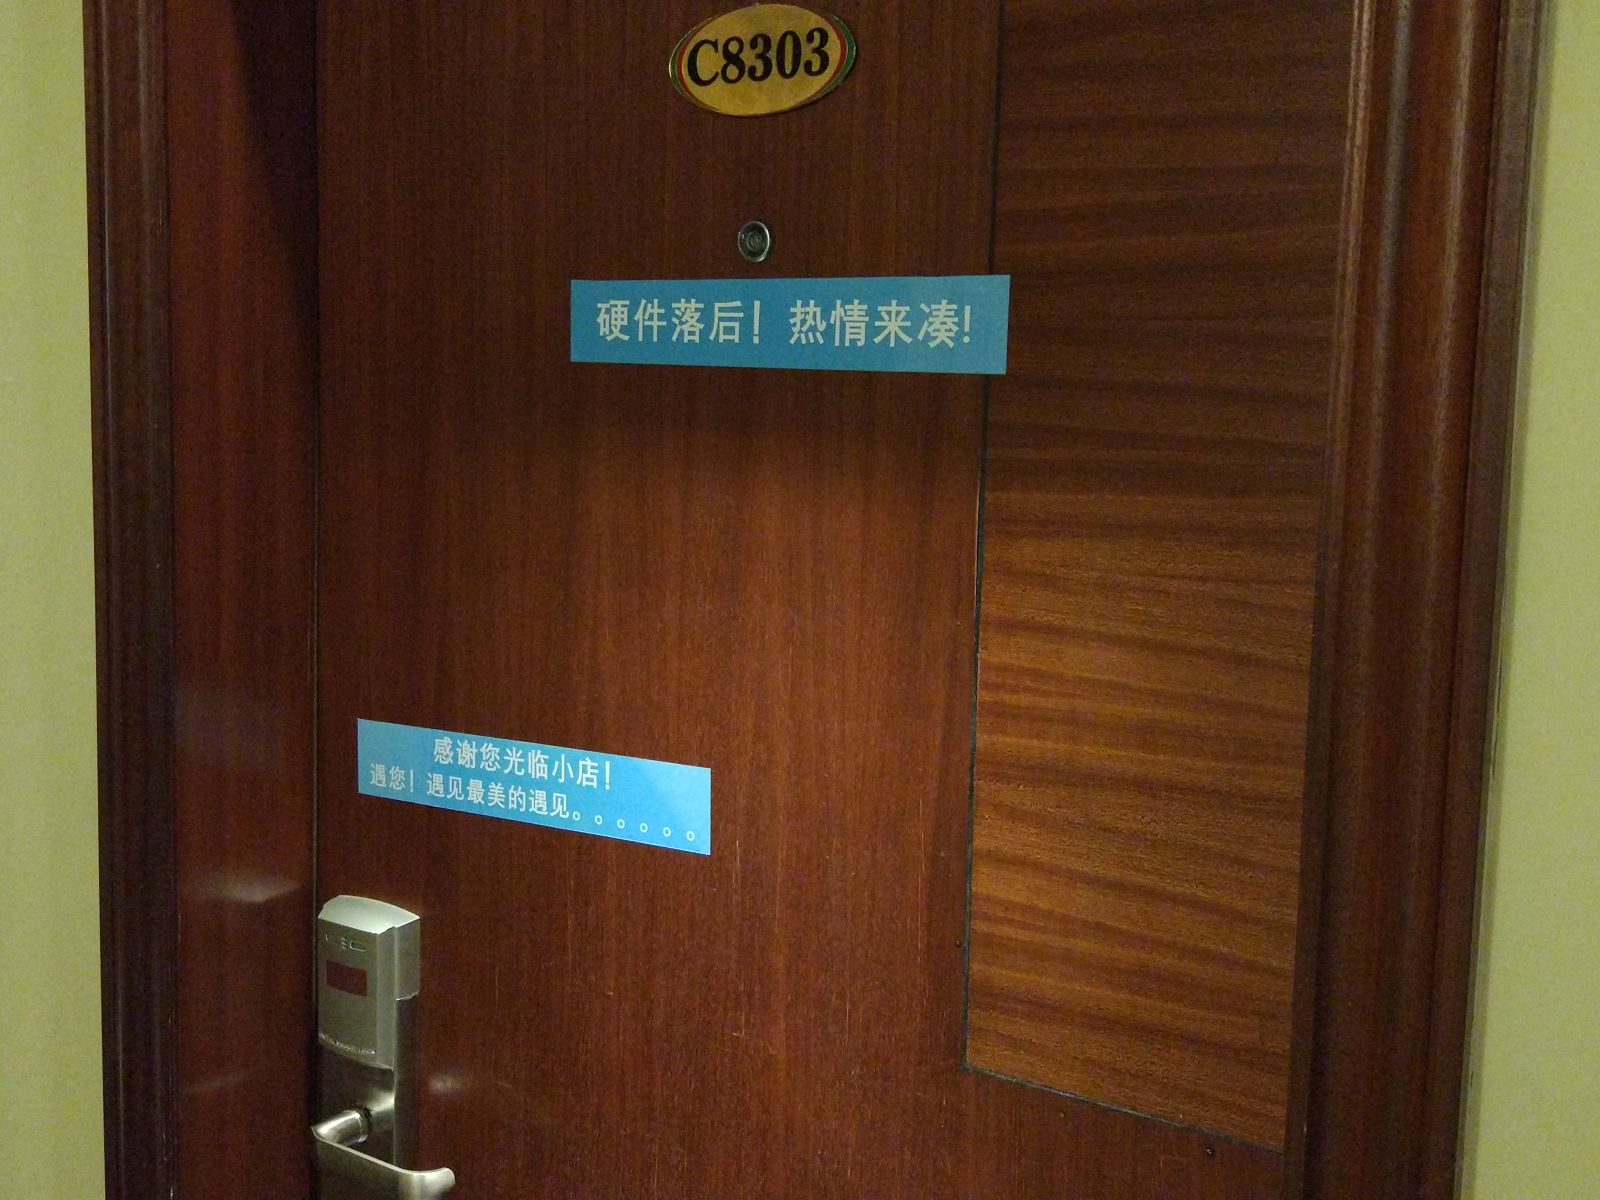 C8303
硬件落后！热情来凑！
感谢您光临小店！
遇您！遇见最美的遇见。。。。。。